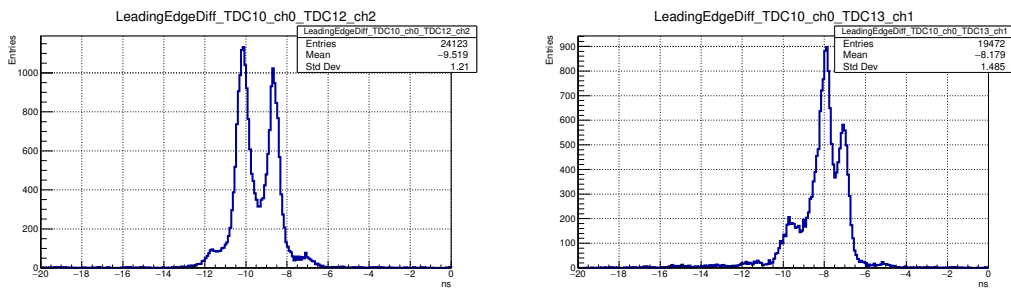 LeadingEdgeDiff_TDC10_ch0_TDC12_ch2
LeadingEdgeDiff_TDC10_ch0_TDC12_ch2
Entries 24123
Mean −9.519
Std Dev 1.21
Entries
1000
800
600
400
200
0
−20 −18 −16 −14 −12 −10 −8 −6 −4 −2 0
ns
LeadingEdgeDiff_TDC10_ch0_TDC13_ch1
LeadingEdgeDiff_TDC10_ch0_TDC13_ch1
Entries 19472
Mean −8.179
Std Dev 1.485
Entries
900
800
700
600
500
400
300
200
100
0
−20 −18 −16 −14 −12 −10 −8 −6 −4 −2 0
ns